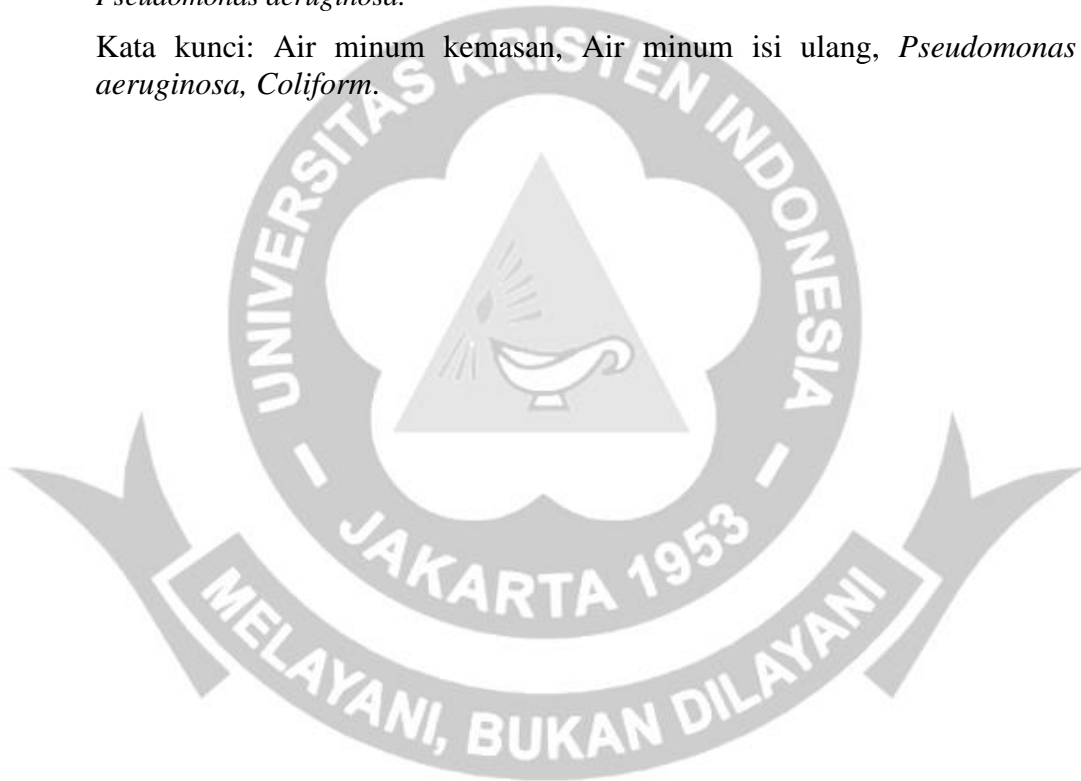 Pseudomonas aeruginosa.
Kata kunci: Air minum kemasan, Air minum isi ulang, Pseudomonas
aeruginosa, Coliform.
UNIVERSITAS KRISTEN INDONESIA
JAKARTA 1953
MELAYANI, BUKAN DILAYANI